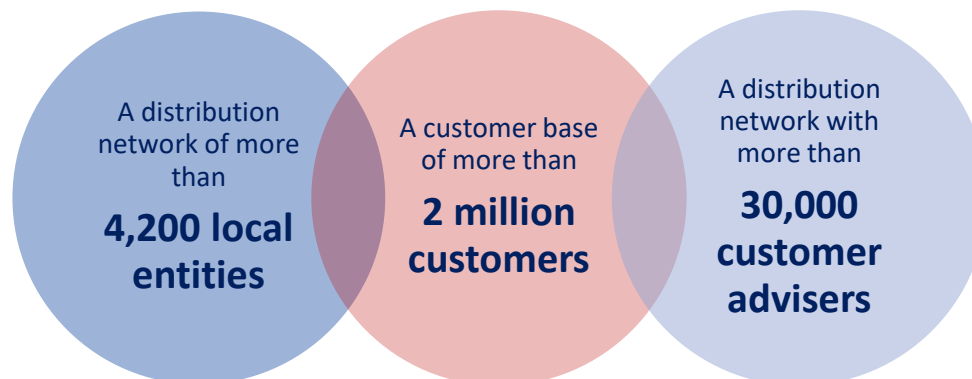 A distribution
network of more
than
4,200 local
entities
A customer base
of more than
2 million
customers
A distribution
network with
more than
30,000
customer
advisers